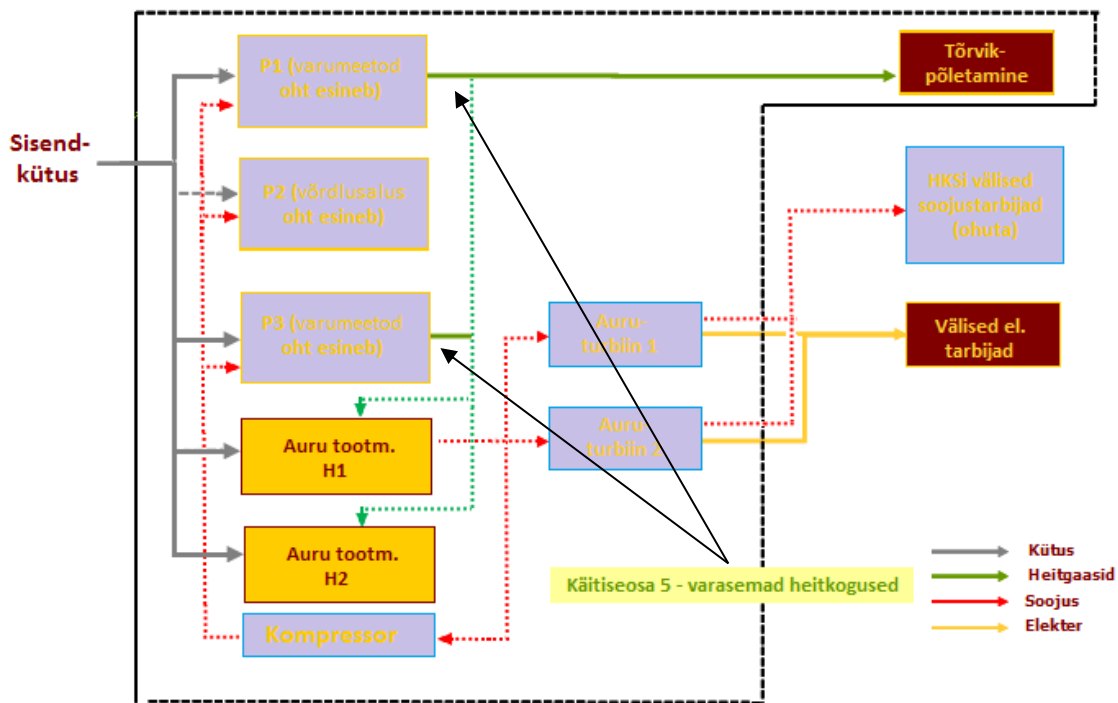 P1 (varumeetod
oht esineb)
Tõrvik-
põletamine
Sisend-
kütus
P2 (võrdlusalus
oht esineb)
HKSi välised
soojustarbijad
(ohuta)
P3 (varumeetod
oht esineb)
Auru-
turbiin 1
Välised el.
tarbijad
Auru tootm.
H1
Auru-
turbiin 2
Auru tootm.
H2
Käitiseosa 5 - varasemad heitkogused
Kompressor
Kütus
Heitgaasid
Soojus
Elekter